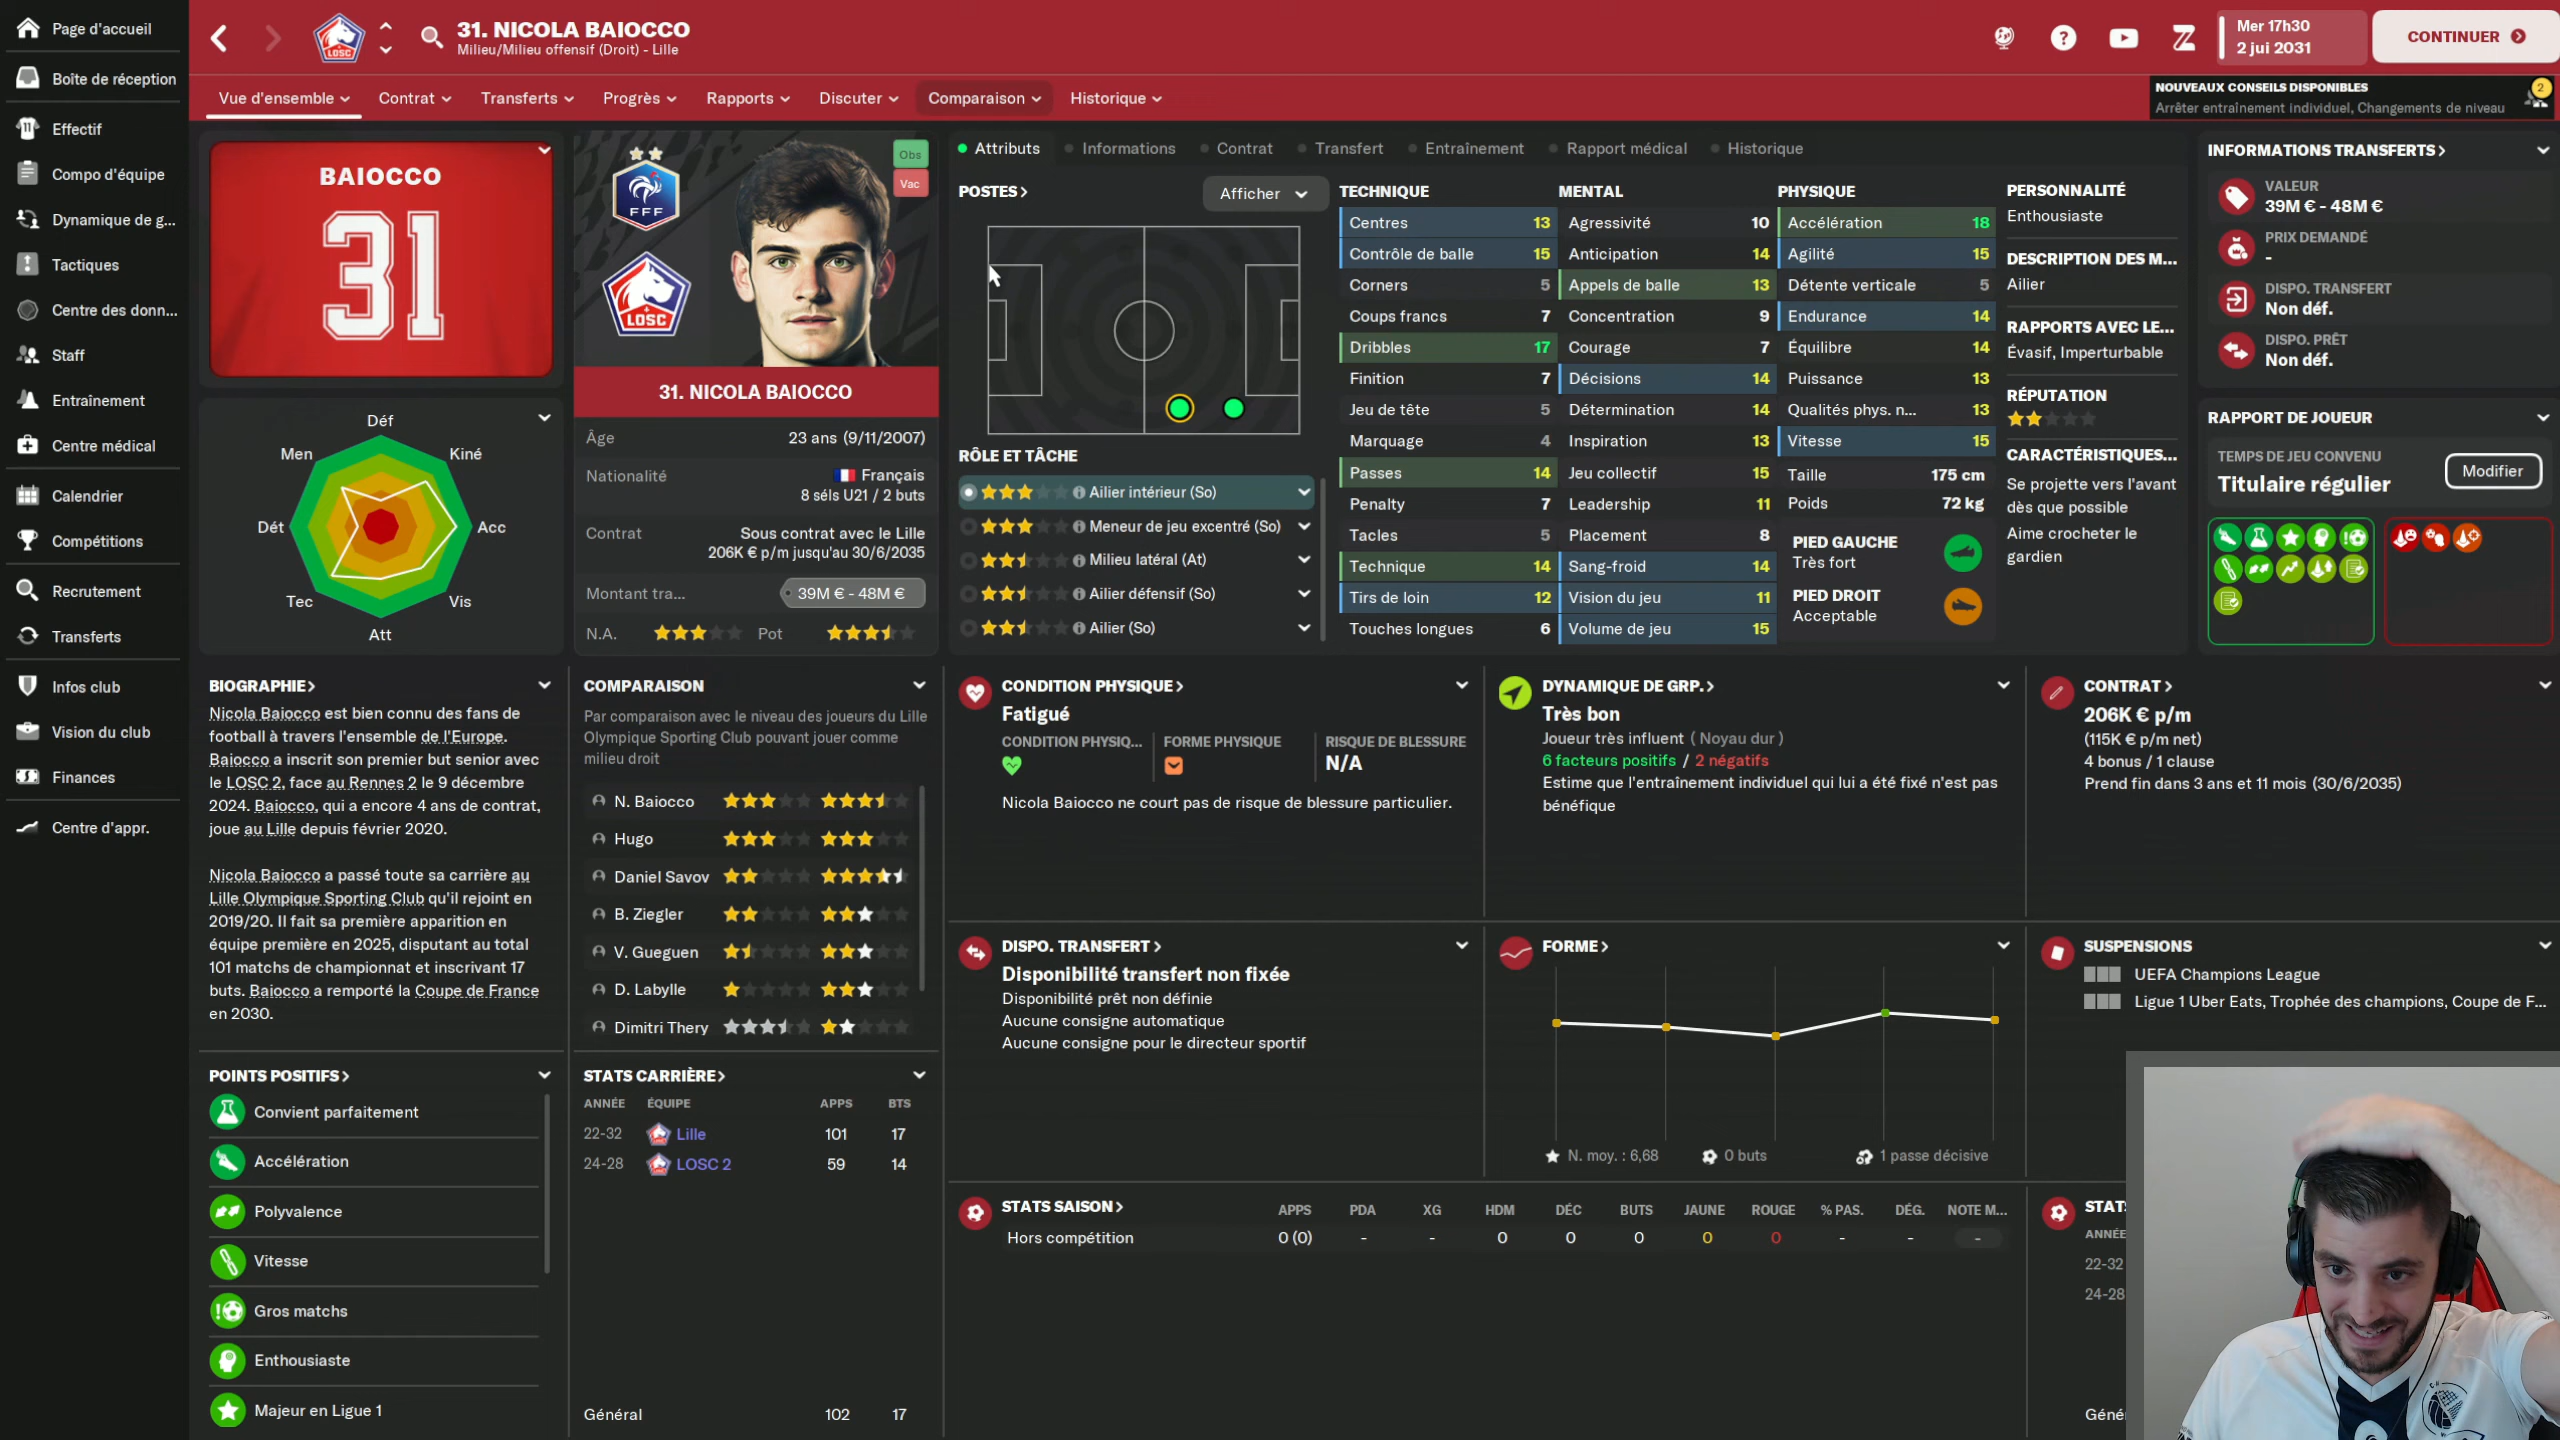 Page d'accueil
Boîte de réception
Effectif
Compo d'équipe
Dynamique de g...
Tactiques
Centre des donn...
Staff
Entraînement
Centre médical
Calendrier
Compétitions
Recrutement
Transferts
Infos club
Vision du club
Finances
Centre d'appr.
LOSC
31. NICOLA BAIOCCO
Milieu/Milieu offensif (Droit) - Lille
Mer 17h30
2 jui 2031
CONTINUER
Vue d'ensemble
Contrat
Transferts
Progrès
Rapports
Discuter
Comparaison
Historique
NOUVEAUX CONSEILS DISPONIBLES
Arrêter entraînement individuel, Changements de niveau
2
BAIOCCO
31
Déf
Kiné
Acc
Vis
Att
Tec
Dét
Men
FFF
LOSC
Obs
Vac
31. NICOLA BAIOCCO
Âge 23 ans (9/11/2007)
Nationalité Français
8 séls U21 / 2 buts
Contrat Sous contrat avec le Lille
206K € p/m jusqu'au 30/6/2035
Montant tra... 39M € - 48M €
N.A. Pot
Attributs
Informations
Contrat
Transfert
Entraînement
Rapport médical
Historique
POSTES
Afficher
RÔLE ET TÂCHE
Ailier intérieur (So)
Meneur de jeu excentré (So)
Milieu latéral (At)
Ailier défensif (So)
Ailier (So)
TECHNIQUE
Centres 13
Contrôle de balle 15
Corners 5
Coups francs 7
Dribbles 17
Finition 7
Jeu de tête 5
Marquage 4
Passes 14
Penalty 7
Tacles 5
Technique 14
Tirs de loin 12
Touches longues 6
MENTAL
Agressivité 10
Anticipation 14
Appels de balle 13
Concentration 9
Courage 7
Décisions 14
Détermination 14
Inspiration 13
Jeu collectif 15
Leadership 11
Placement 8
Sang-froid 14
Vision du jeu 11
Volume de jeu 15
PHYSIQUE
Accélération 18
Agilité 15
Détente verticale 5
Endurance 14
Équilibre 14
Puissance 13
Qualités phys. n... 13
Vitesse 15
Taille 175 cm
Poids 72 kg
PIED GAUCHE
Très fort
PIED DROIT
Acceptable
PERSONNALITÉ
Enthousiaste
DESCRIPTION DES M...
Ailier
RAPPORTS AVEC LE...
Évasif, Imperturbable
RÉPUTATION
CARACTÉRISTIQUES...
Se projette vers l'avant
dès que possible
Aime crocheter le
gardien
INFORMATIONS TRANSFERTS
VALEUR
39M € - 48M €
PRIX DEMANDÉ
-
DISPO. TRANSFERT
Non déf.
DISPO. PRÊT
Non déf.
RAPPORT DE JOUEUR
TEMPS DE JEU CONVENU
Titulaire régulier
Modifier
BIOGRAPHIE
Nicola Baiocco est bien connu des fans de
football à travers l'ensemble de l'Europe.
Baiocco a inscrit son premier but senior avec
le LOSC 2, face au Rennes 2 le 9 décembre
2024. Baiocco, qui a encore 4 ans de contrat,
joue au Lille depuis février 2020.
Nicola Baiocco a passé toute sa carrière au
Lille Olympique Sporting Club qu'il rejoint en
2019/20. Il fait sa première apparition en
équipe première en 2025, disputant au total
101 matchs de championnat et inscrivant 17
buts. Baiocco a remporté la Coupe de France
en 2030.
COMPARAISON
Par comparaison avec le niveau des joueurs du Lille
Olympique Sporting Club pouvant jouer comme
milieu droit
N. Baiocco
Hugo
Daniel Savov
B. Ziegler
V. Gueguen
D. Labylle
Dimitri Thery
CONDITION PHYSIQUE
Fatigué
CONDITION PHYSIQ...
FORME PHYSIQUE
RISQUE DE BLESSURE
N/A
Nicola Baiocco ne court pas de risque de blessure particulier.
DYNAMIQUE DE GRP.
Très bon
Joueur très influent ( Noyau dur )
6 facteurs positifs / 2 négatifs
Estime que l'entraînement individuel qui lui a été fixé n'est pas
bénéfique
CONTRAT
206K € p/m
(115K € p/m net)
4 bonus / 1 clause
Prend fin dans 3 ans et 11 mois (30/6/2035)
DISPO. TRANSFERT
Disponibilité transfert non fixée
Disponibilité prêt non définie
Aucune consigne automatique
Aucune consigne pour le directeur sportif
FORME
N. moy. : 6,68
0 buts
1 passe décisive
SUSPENSIONS
UEFA Champions League
Ligue 1 Uber Eats, Trophée des champions, Coupe de F...
POINTS POSITIFS
Convient parfaitement
Accélération
Polyvalence
Vitesse
Gros matchs
Enthousiaste
Majeur en Ligue 1
STATS CARRIÈRE
ANNÉE ÉQUIPE APPS BTS
22-32 Lille 101 17
24-28 LOSC 2 59 14
Général 102 17
STATS SAISON APPS PDA XG HDM DÉC BUTS JAUNE ROUGE % PAS. DÉG. NOTE M...
Hors compétition 0 (0) - - 0 0 0 0 0 - - -
STAT
ANNÉE
22-32
24-28
Géné